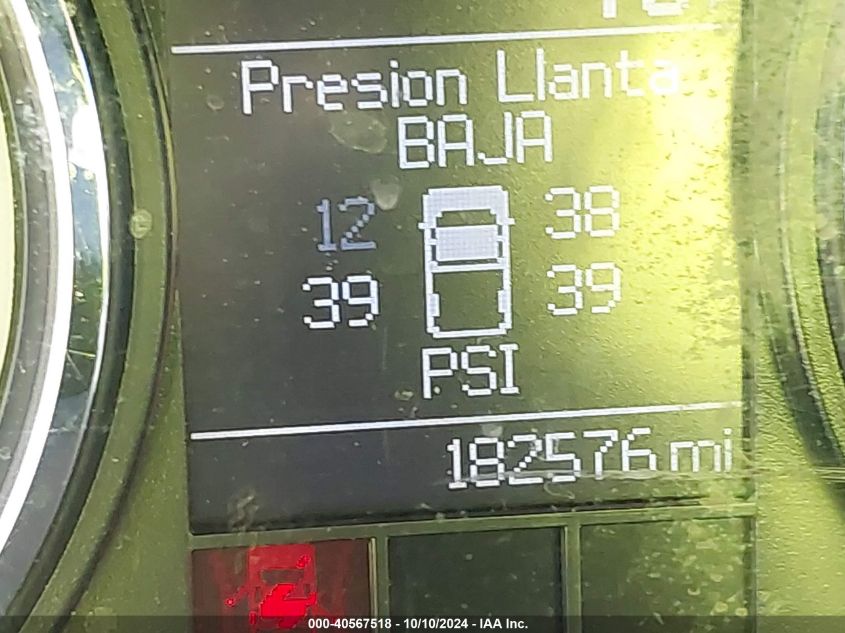 Presion Llanta
BAJA
12 38
39 39
PSI
182576 mi
000-40567518 - 10/10/2024 - IAA Inc.